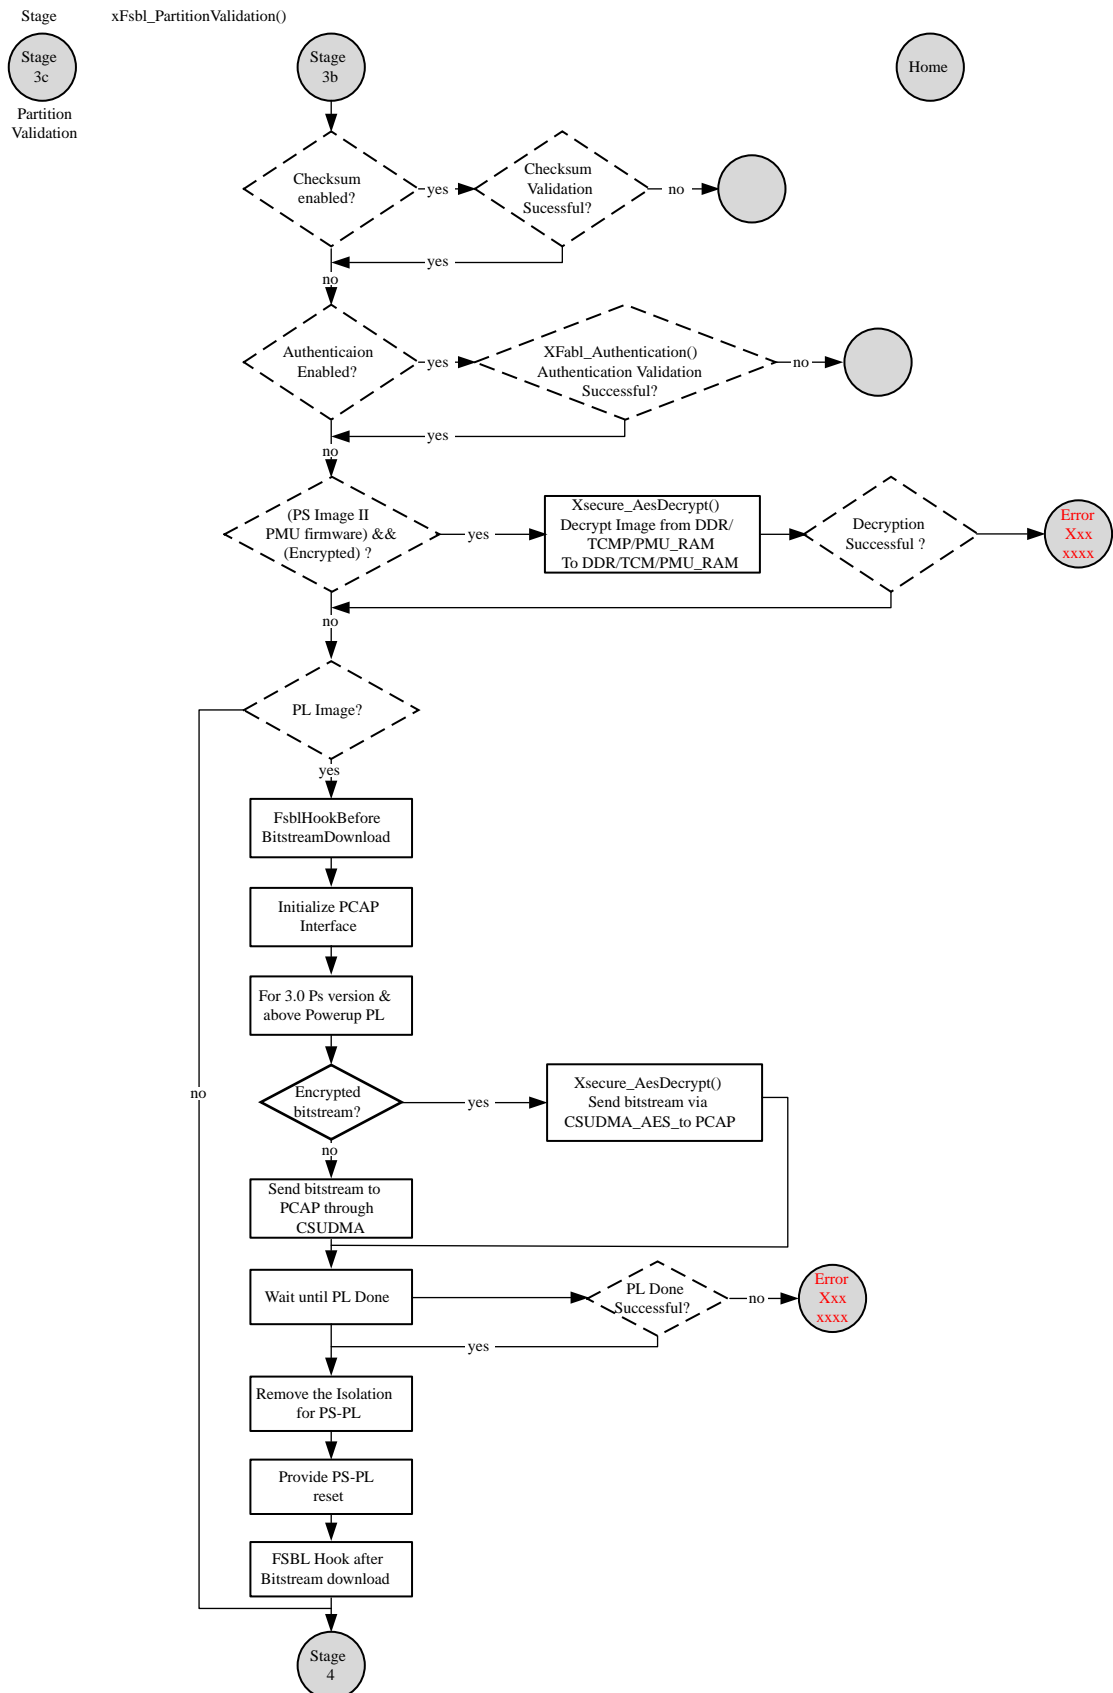 Stage
xFsbl_PartitionValidation()
Stage
3c
Partition
Validation
Stage
3b
Home
Checksum
enabled?
yes
Checksum
Validation
Sucessful?
no
yes
no
Authenticaion
Enabled?
yes
XFabl_Authentication()
Authentication Validation
Successful?
no
yes
no
(PS Image II
PMU firmware) &&
(Encrypted) ?
yes
Xsecure_AesDecrypt()
Decrypt Image from DDR/
TCMP/PMU_RAM
To DDR/TCM/PMU_RAM
Decryption
Successful ?
no
Error
Xxx
xxxx
no
PL Image?
yes
FsblHookBefore
BitstreamDownload
Initialize PCAP
Interface
For 3.0 Ps version &
above Powerup PL
no
Encrypted
bitstream?
yes
Xsecure_AesDecrypt()
Send bitstream via
CSUDMA_AES_to PCAP
no
Send bitstream to
PCAP through
CSUDMA
Wait until PL Done
PL Done
Successful?
no
Error
Xxx
xxxx
yes
Remove the Isolation
for PS-PL
Provide PS-PL
reset
FSBL Hook after
Bitstream download
Stage
4